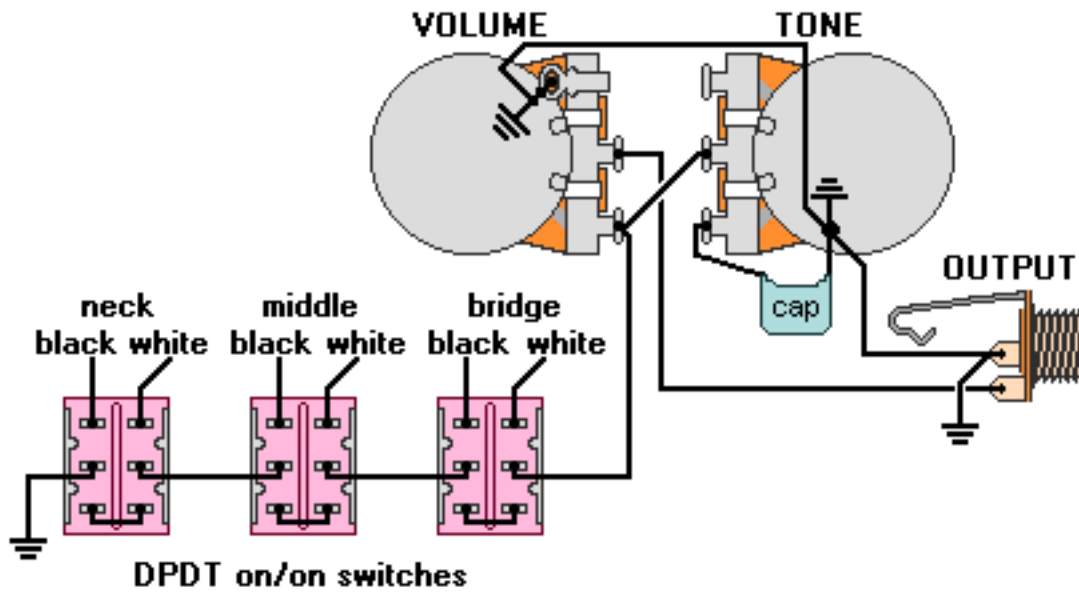 VOLUME
TONE
OUTPUT
neck
black white
middle
black white
bridge
black white
cap
DPDT on/on switches